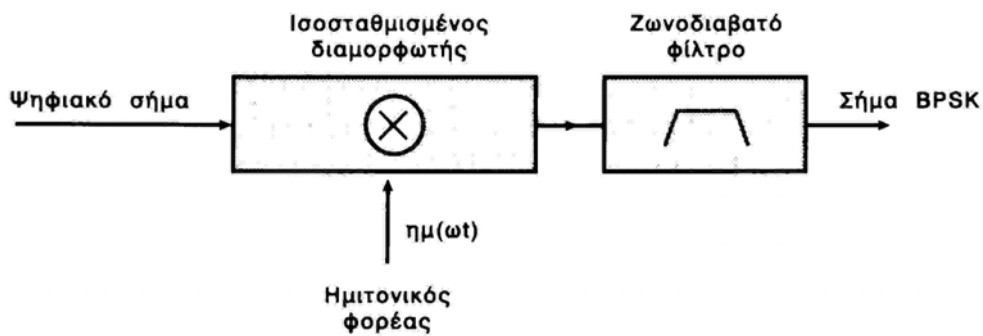 Ισοσταθμισμένος
διαμορφωτής
Ζωνοδιαβατό
φίλτρο
Ψηφιακό σήμα
Σήμα BPSK
ημ(ωt)
Ημιτονικός
φορέας